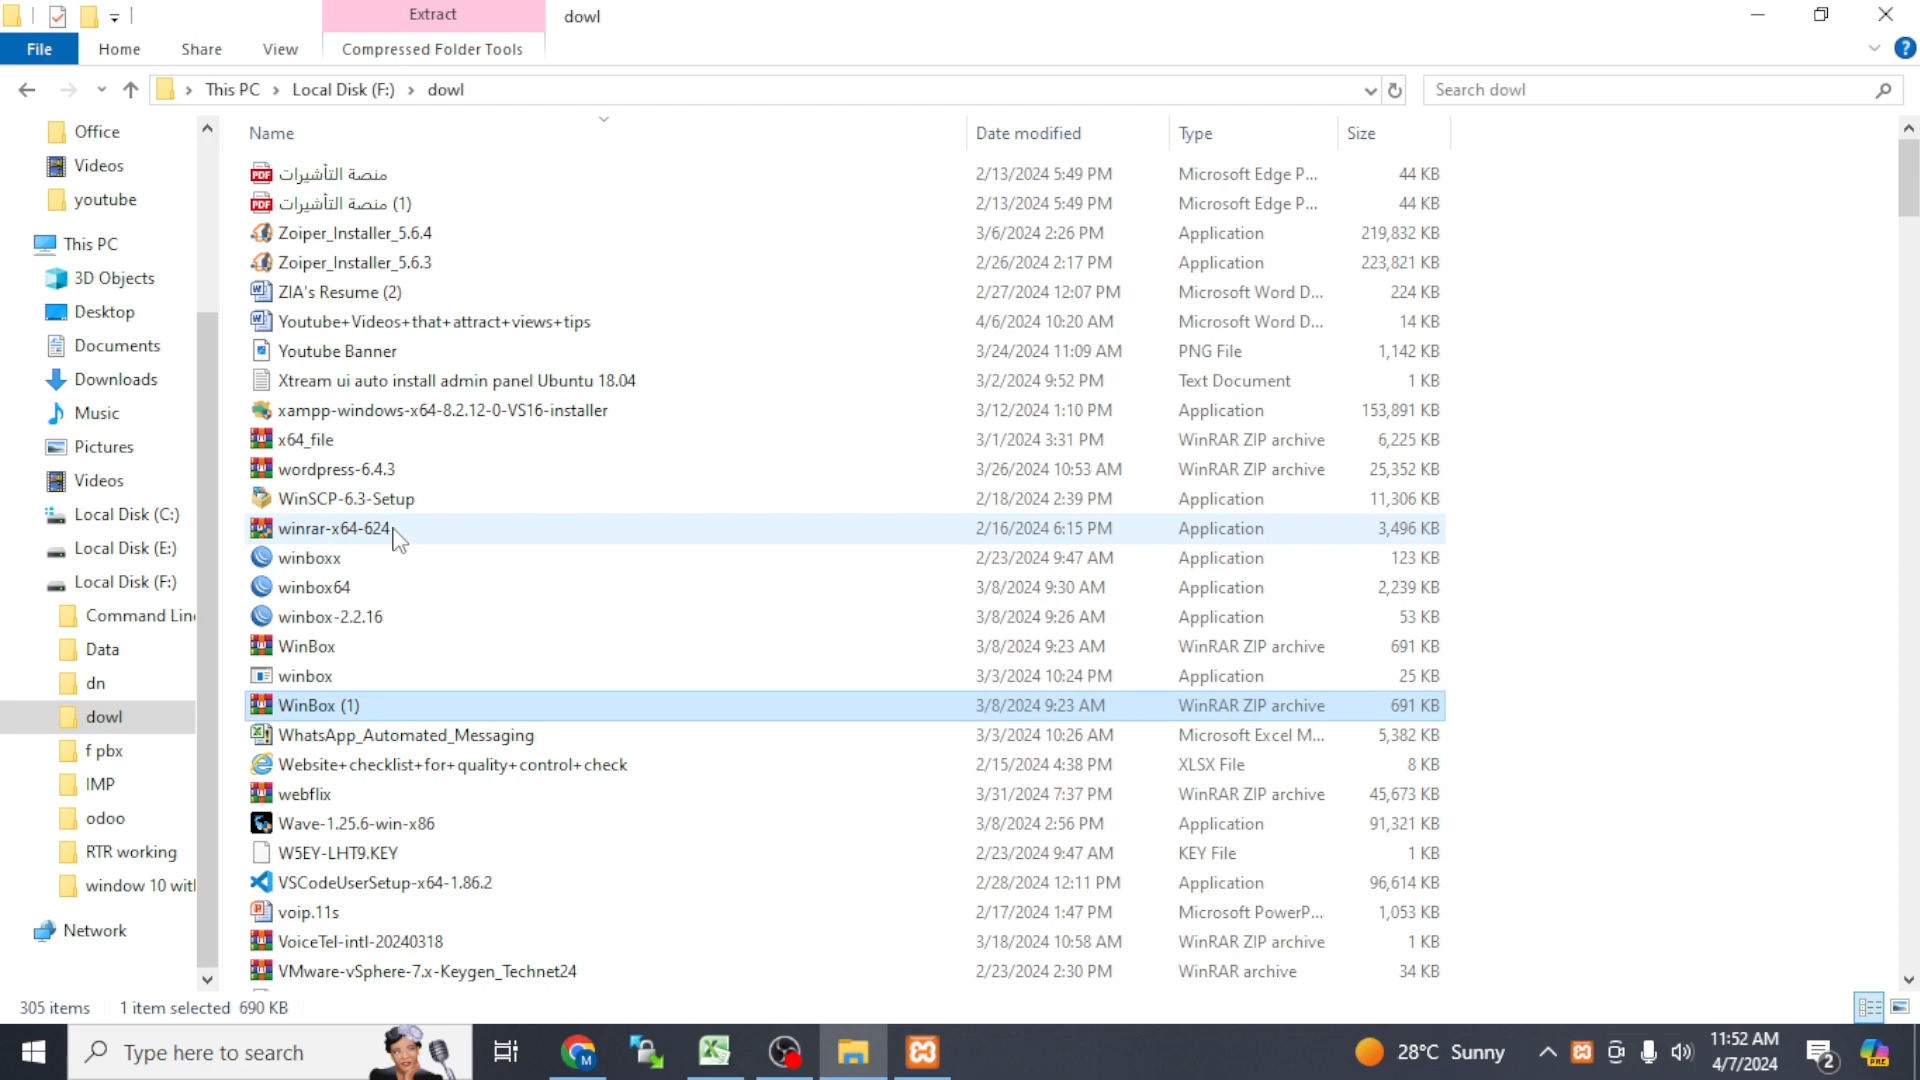 Extract
dowl
File Home Share View Compressed Folder Tools
This PC Local Disk (F:) dowl
Search dowl
Office
Videos
youtube
This PC
3D Objects
Desktop
Documents
Downloads
Music
Pictures
Videos
Local Disk (C:)
Local Disk (E:)
Local Disk (F:)
Command Lin
Data
dn
dowl
f pbx
IMP
odoo
RTR working
window 10 wit
Network
Name Date modified Type Size
منصة التأشيرات 2/13/2024 5:49 PM Microsoft Edge P... 44 KB
منصة التأشيرات (1) 2/13/2024 5:49 PM Microsoft Edge P... 44 KB
Zoiper_Installer_5.6.4 3/6/2024 2:26 PM Application 219,832 KB
Zoiper_Installer_5.6.3 2/26/2024 2:17 PM Application 223,821 KB
ZIA's Resume (2) 2/27/2024 12:07 PM Microsoft Word D... 224 KB
Youtube+Videos+that+attract+views+tips 4/6/2024 10:20 AM Microsoft Word D... 14 KB
Youtube Banner 3/24/2024 11:09 AM PNG File 1,142 KB
Xtream ui auto install admin panel Ubuntu 18.04 3/2/2024 9:52 PM Text Document 1 KB
xampp-windows-x64-8.2.12-0-VS16-installer 3/12/2024 1:10 PM Application 153,891 KB
x64_file 3/1/2024 3:31 PM WinRAR ZIP archive 6,225 KB
wordpress-6.4.3 3/26/2024 10:53 AM WinRAR ZIP archive 25,352 KB
WinSCP-6.3-Setup 2/18/2024 2:39 PM Application 11,306 KB
winrar-x64-624 2/16/2024 6:15 PM Application 3,496 KB
winboxx 2/23/2024 9:47 AM Application 123 KB
winbox64 3/8/2024 9:30 AM Application 2,239 KB
winbox-2.2.16 3/8/2024 9:26 AM Application 53 KB
WinBox 3/8/2024 9:23 AM WinRAR ZIP archive 691 KB
winbox 3/3/2024 10:24 PM Application 25 KB
WinBox (1) 3/8/2024 9:23 AM WinRAR ZIP archive 691 KB
WhatsApp_Automated_Messaging 3/3/2024 10:26 AM Microsoft Excel M... 5,382 KB
Website+checklist+for+quality+control+check 2/15/2024 4:38 PM XLSX File 8 KB
webflix 3/31/2024 7:37 PM WinRAR ZIP archive 45,673 KB
Wave-1.25.6-win-x86 3/8/2024 2:56 PM Application 91,321 KB
W5EY-LHT9.KEY 2/23/2024 9:47 AM KEY File 1 KB
VSCodeUserSetup-x64-1.86.2 2/28/2024 12:11 PM Application 96,614 KB
voip.11s 2/17/2024 1:47 PM Microsoft PowerP... 1,053 KB
VoiceTel-intl-20240318 3/18/2024 10:58 AM WinRAR ZIP archive 1 KB
VMware-vSphere-7.x-Keygen_Technet24 2/23/2024 2:30 PM WinRAR archive 34 KB
305 items 1 item selected 690 KB
Type here to search
28°C Sunny
11:52 AM
4/7/2024
2